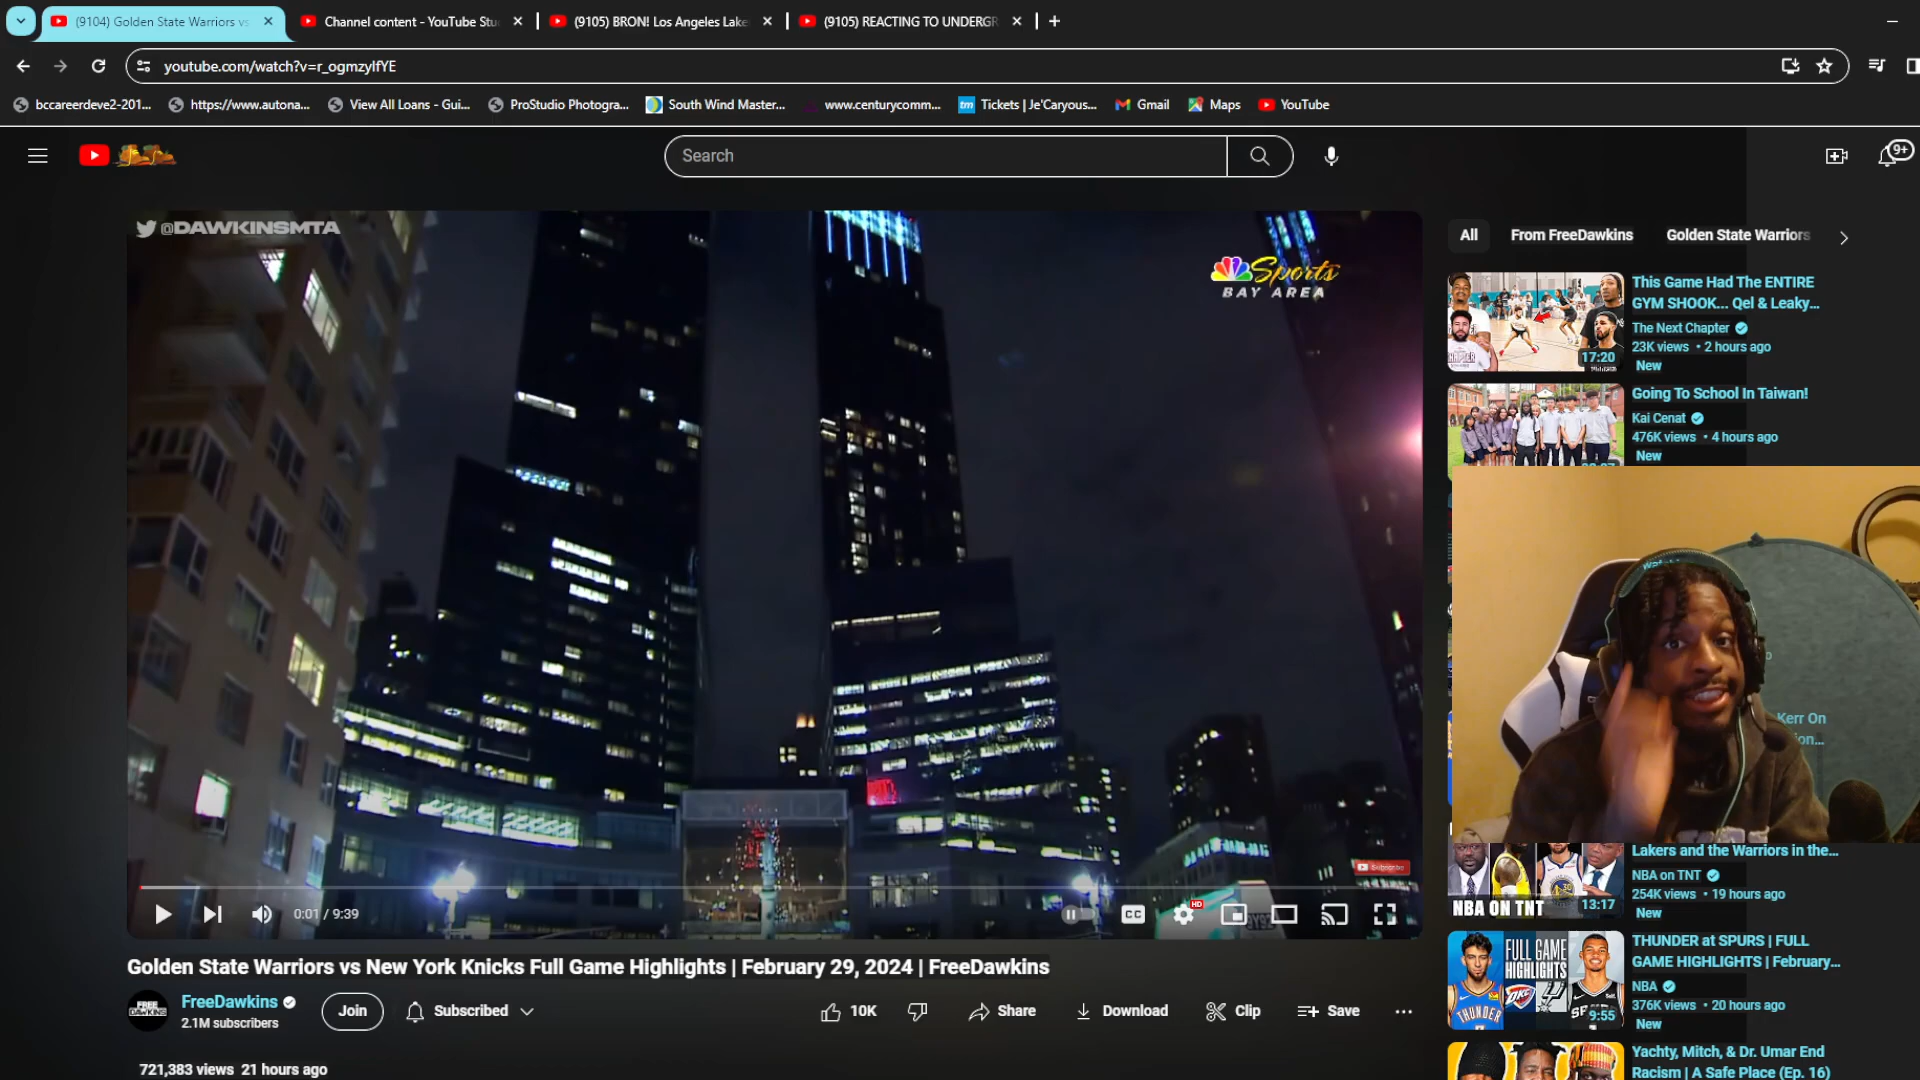 (9104) Golden State Warriors vs
Channel content - YouTube Stu
(9105) BRON! Los Angeles Lake
(9105) REACTING TO UNDERGR
youtube.com/watch?v=r_ogmzylfYE
bccareerdeve2-201...
https://www.autona...
View All Loans - Gui...
ProStudio Photogra...
South Wind Master...
www.centurycomm...
tm
Tickets | Je'Caryous...
Gmail
Maps
YouTube
Search
9+
@DAWKINSMTA
Sports
BAY AREA
All
From FreeDawkins
Golden State Warriors
This Game Had The ENTIRE
GYM SHOOK... Qel & Leaky...
The Next Chapter
23K views • 2 hours ago
New
17:20
Going To School In Taiwan!
Kai Cenat
476K views • 4 hours ago
New
Kerr On
Subscribe
0:01 / 9:39
CC
HD
Lakers and the Warriors in the...
NBA on TNT
254K views • 19 hours ago
New
NBA ON TNT
13:17
FULL GAME
HIGHLIGHTS
THUNDER
OKC
9:55
THUNDER at SPURS | FULL
GAME HIGHLIGHTS | February...
NBA
376K views • 20 hours ago
New
Yachty, Mitch, & Dr. Umar End
Racism | A Safe Place (Ep. 16)
Golden State Warriors vs New York Knicks Full Game Highlights | February 29, 2024 | FreeDawkins
FREE
DAWKINS
FreeDawkins
2.1M subscribers
Join
Subscribed
10K
Share
Download
Clip
Save
721,383 views 21 hours ago